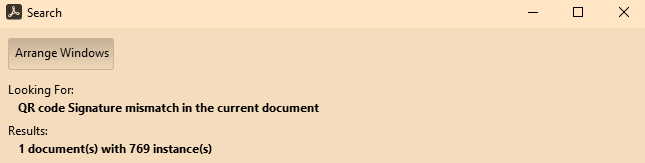 Search
Arrange Windows
Looking For:
QR code Signature mismatch in the current document
Results:
1 document(s) with 769 instance(s)